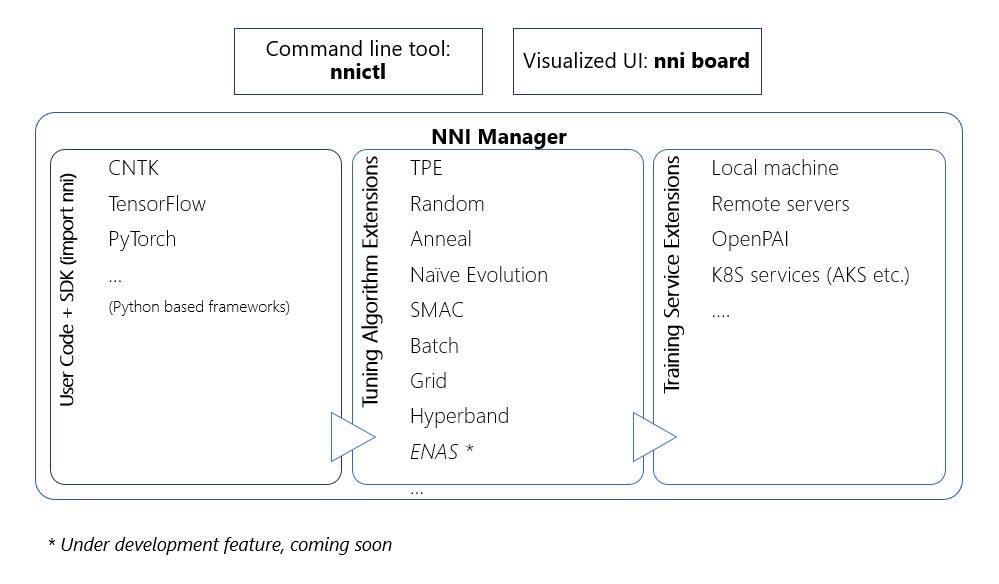 Command line tool:
nnictl
Visualized UI: nni board
NNI Manager
User Code + SDK (import nni)
CNTK
TensorFlow
PyTorch
...
(Python based frameworks)
Tuning Algorithm Extensions
TPE
Random
Anneal
Naïve Evolution
SMAC
Batch
Grid
Hyperband
ENAS *
...
Training Service Extensions
Local machine
Remote servers
OpenPAI
K8S services (AKS etc.)
....
* Under development feature, coming soon